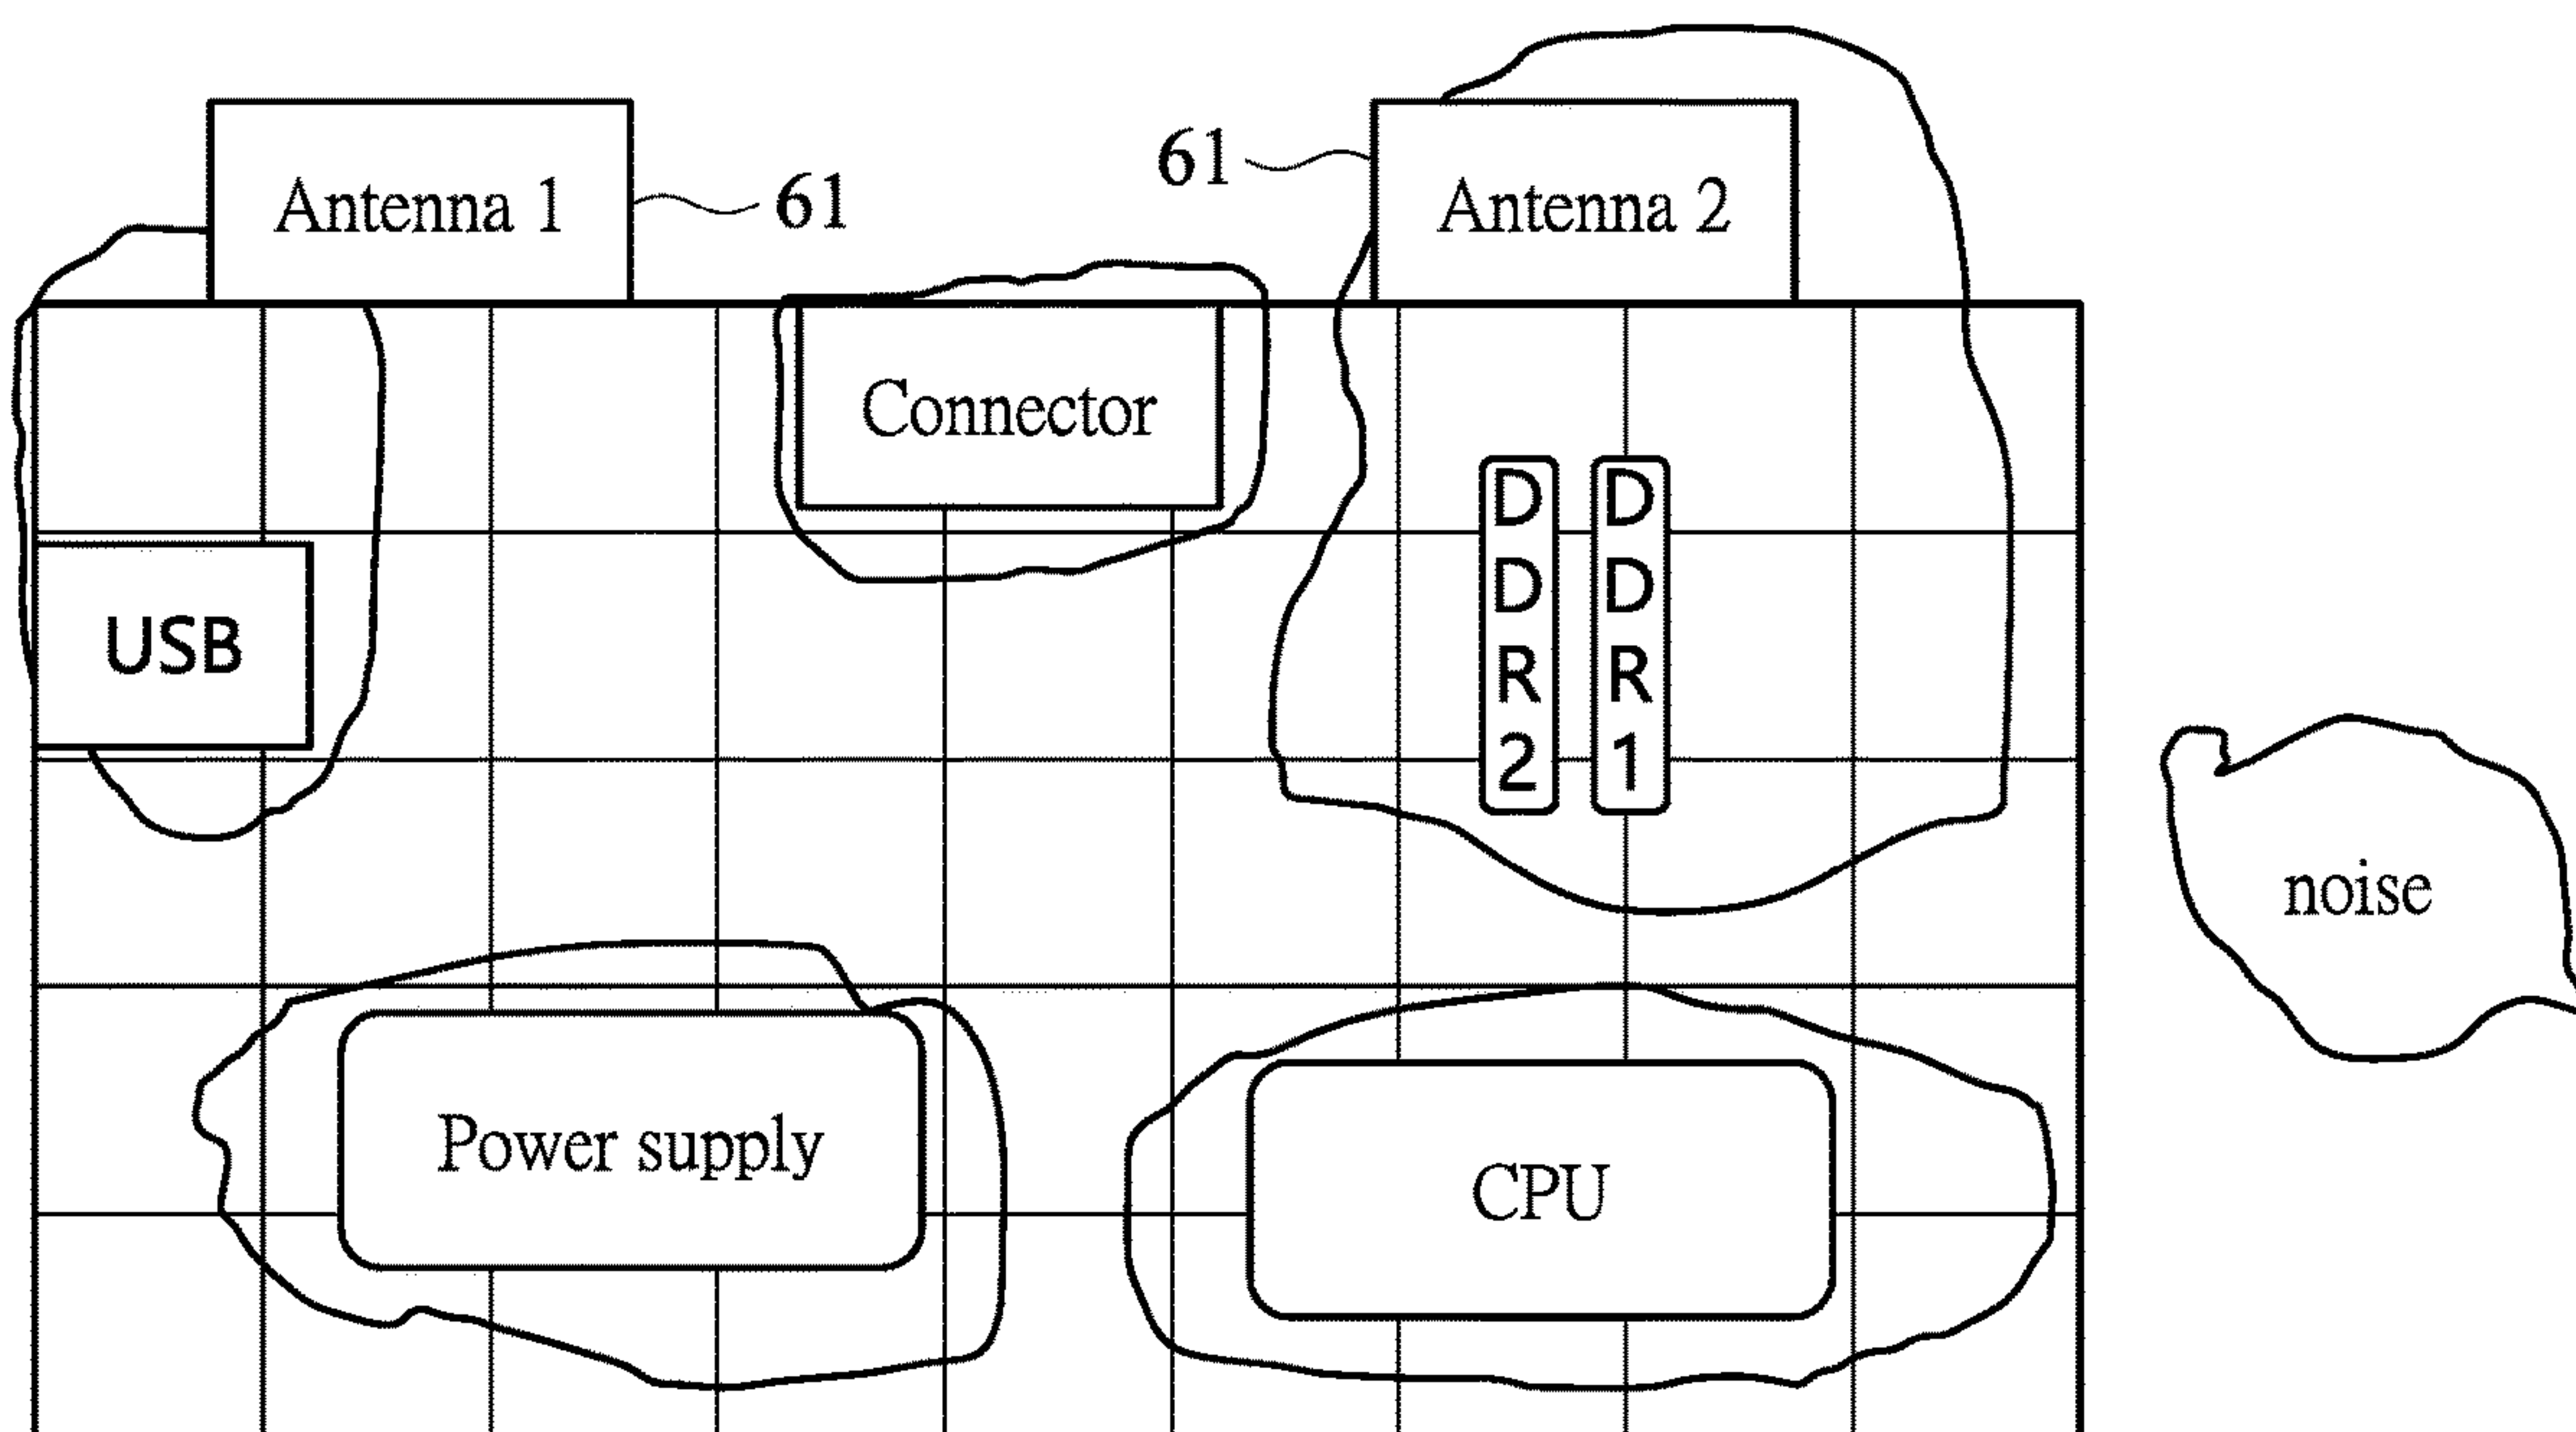 Antenna 1
61
61
Antenna 2
Connector
DDR2
DDR1
USB
noise
Power supply
CPU